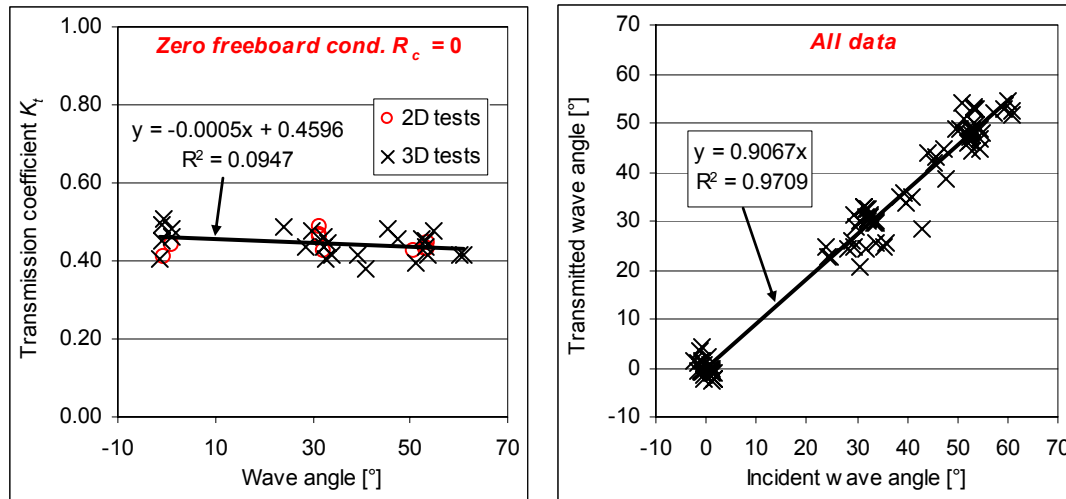 Zero freeboard cond. Rc = 0
Transmission coefficient Kt
1.00
0.80
0.60
0.40
0.20
0.00
y = -0.0005x + 0.4596
R² = 0.0947
2D tests
3D tests
-10
10
30
50
70
Wave angle [°]
All data
Transmitted wave angle [°]
70
60
50
40
30
20
10
0
-10
y = 0.9067x
R² = 0.9709
-10
0
10
20
30
40
50
60
70
Incident wave angle [°]